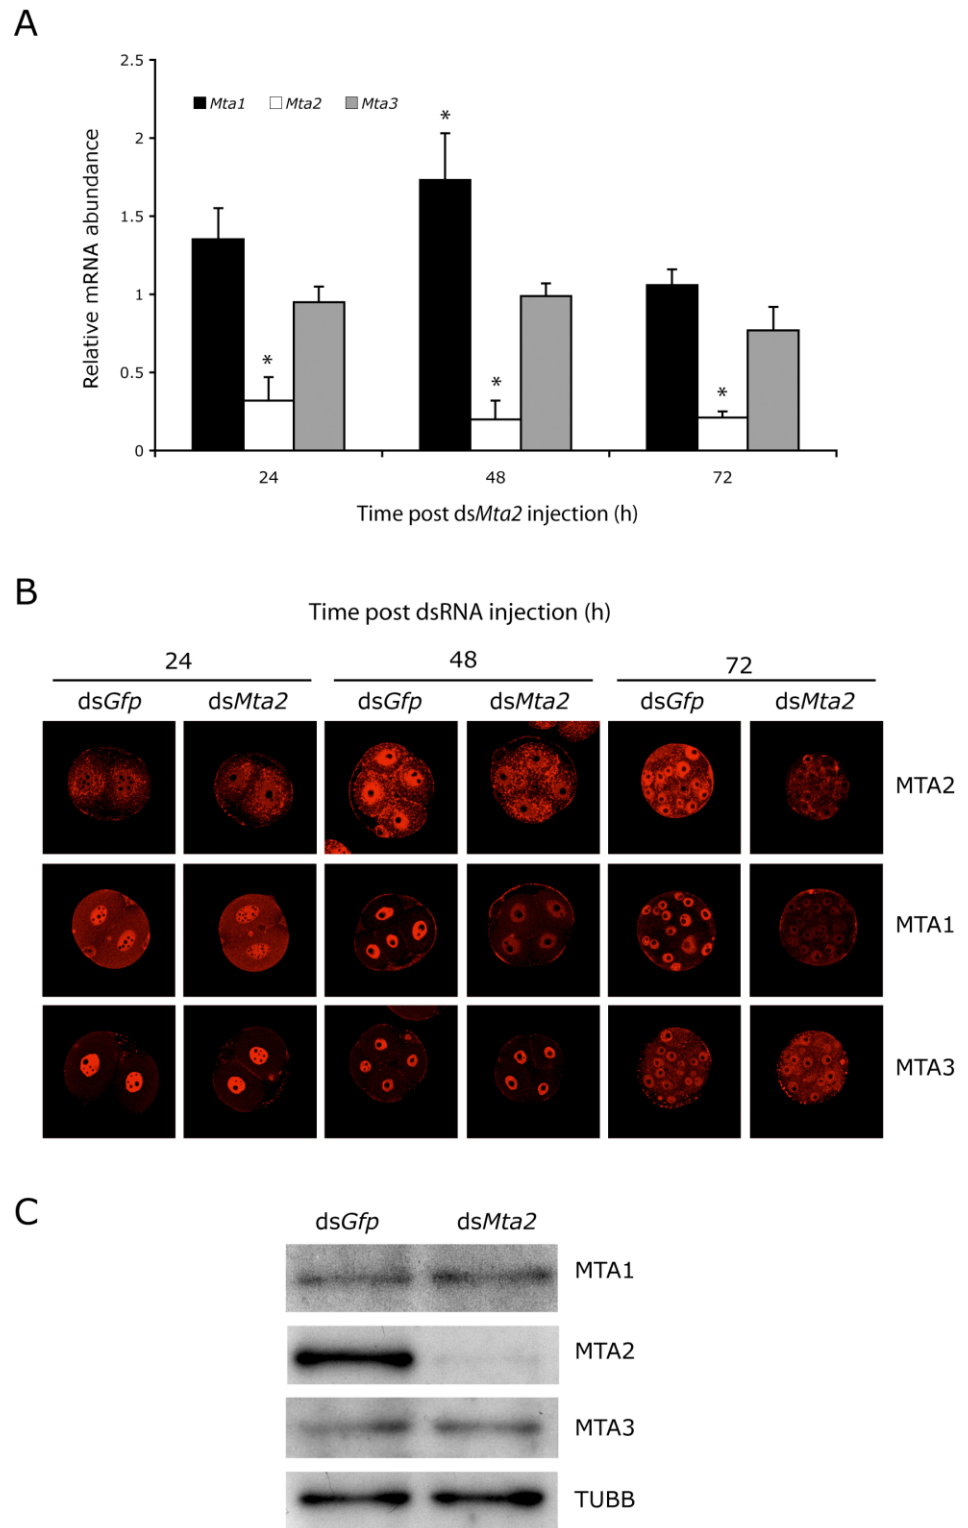 A
2.5
2
1.5
1
0.5
0
Relative mRNA abundance
Mta1 Mta2 Mta3
*
*
*
*
24 48 72
Time post dsMta2 injection (h)
B
Time post dsRNA injection (h)
24 48 72
dsGfp dsMta2 dsGfp dsMta2 dsGfp dsMta2
MTA2
MTA1
MTA3
C
dsGfp dsMta2
MTA1
MTA2
MTA3
TUBB